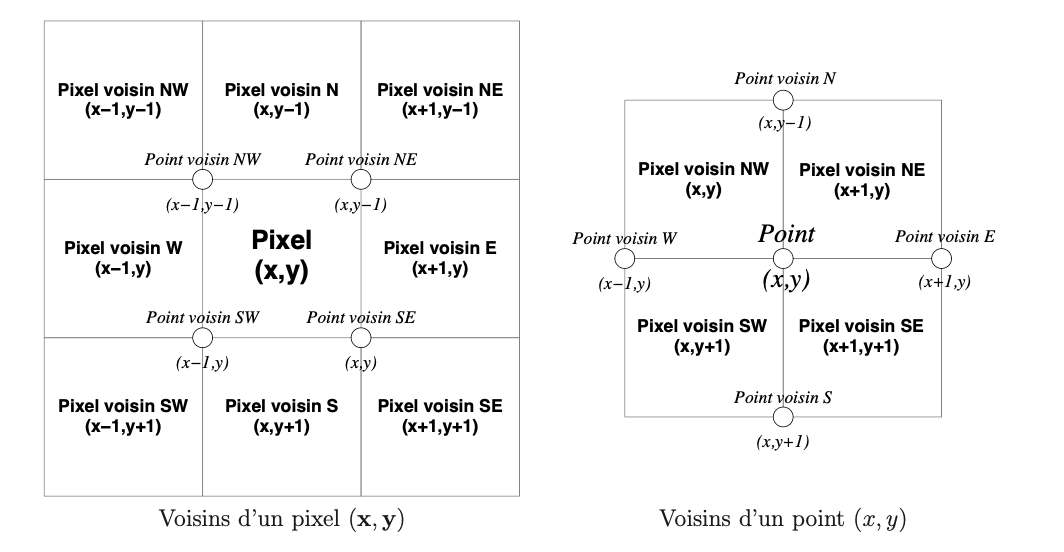 Pixel voisin NW
(x−1,y−1)
Pixel voisin N
(x,y−1)
Pixel voisin NE
(x+1,y−1)
Point voisin NW
(x−1,y−1)
Point voisin NE
(x,y−1)
Pixel voisin W
(x−1,y)
Pixel
(x,y)
Pixel voisin E
(x+1,y)
Point voisin SW
(x−1,y)
Point voisin SE
(x,y)
Pixel voisin SW
(x−1,y+1)
Pixel voisin S
(x,y+1)
Pixel voisin SE
(x+1,y+1)
Voisins d'un pixel (x, y)
Point voisin N
(x,y−1)
Pixel voisin NW
(x,y)
Pixel voisin NE
(x+1,y)
Point voisin W
(x−1,y)
Point
(x,y)
Point voisin E
(x+1,y)
Pixel voisin SW
(x,y+1)
Pixel voisin SE
(x+1,y+1)
Point voisin S
(x,y+1)
Voisins d'un point (x, y)